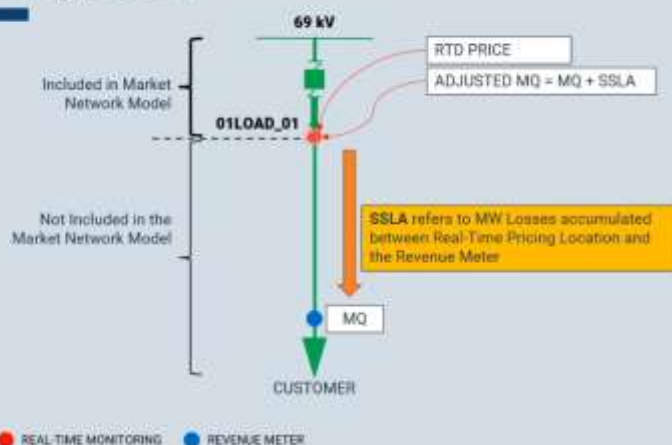 69 kV
RTD PRICE
ADJUSTED MQ = MQ + SSLA
Included in Market
Network Model
01LOAD_01
Not Included in the
Market Network Model
SSLA refers to MW Losses accumulated
between Real-Time Pricing Location and
the Revenue Meter
MQ
CUSTOMER
REAL-TIME MONITORING
REVENUE METER